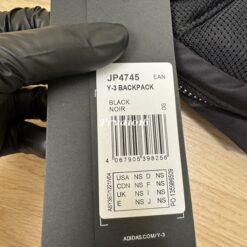 JP4745
EAN
Y-3 BACKPACK
BLACK
NOIR
00
4 067905 398256
USA NS D NS
CDN NS F NS
UK NS I NS
E NS J NS
ADIDAS.COM/Y-3